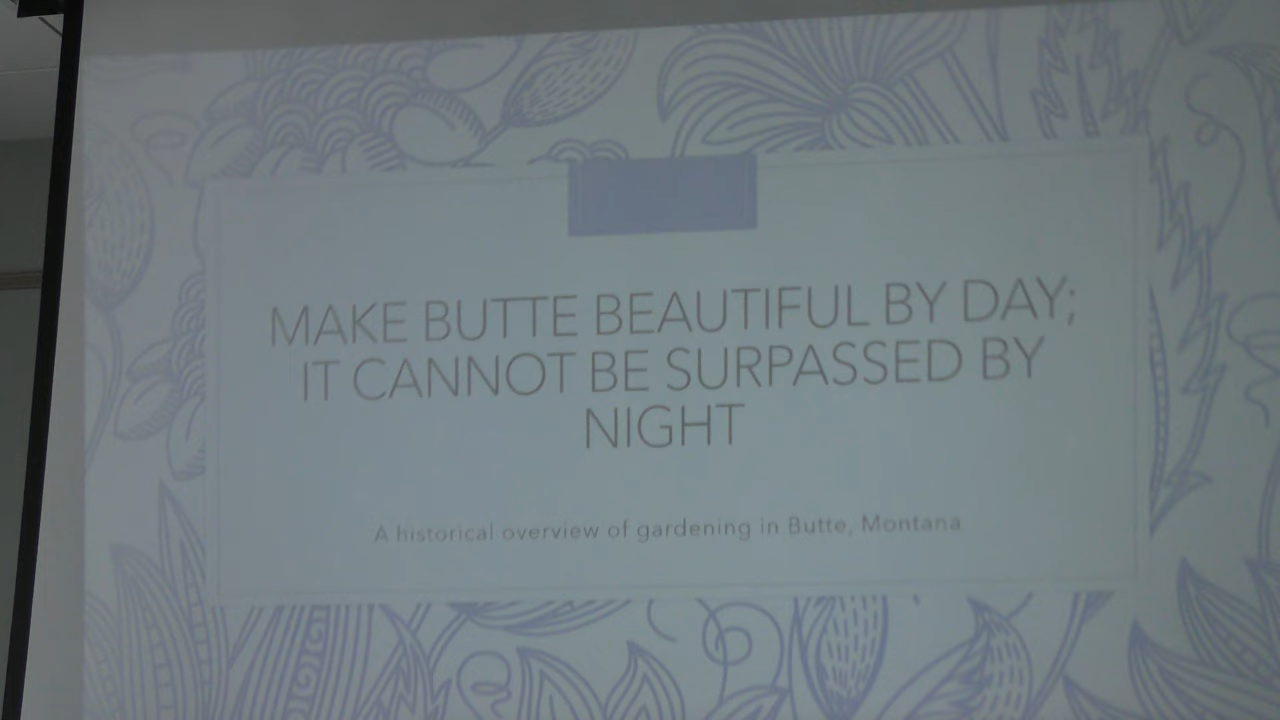 MAKE BUTTE BEAUTIFUL BY DAY;
IT CANNOT BE SURPASSED BY
NIGHT
A historical overview of gardening in Butte, Montana